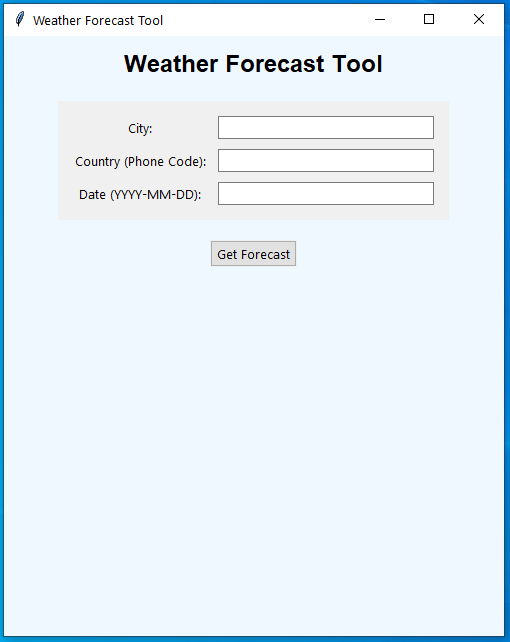 Weather Forecast Tool
Weather Forecast Tool
City:
Country (Phone Code):
Date (YYYY-MM-DD):
Get Forecast